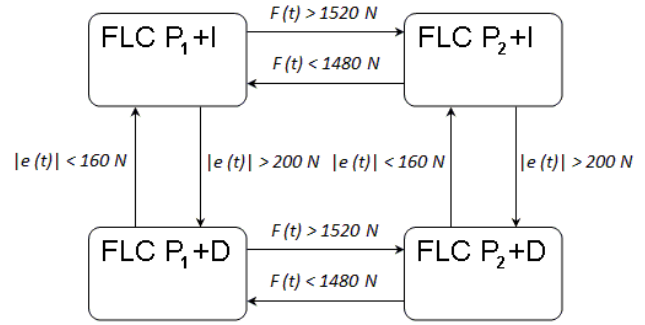 F (t) > 1520 N
FLC P₁+I
FLC P₂+I
F (t) < 1480 N
|e (t)| < 160 N
|e (t)| > 200 N
|e (t)| < 160 N
|e (t)| > 200 N
F (t) > 1520 N
FLC P₁+D
FLC P₂+D
F (t) < 1480 N